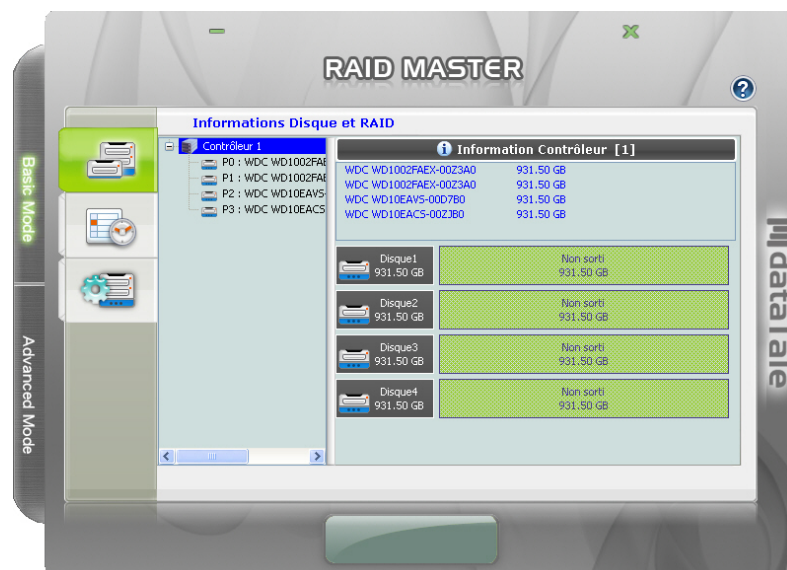 RAID MASTER
Informations Disque et RAID
Basic Mode
Advanced Mode
Contrôleur 1
P0 : WDC WD1002FAE
P1 : WDC WD1002FAE
P2 : WDC WD10EAVS-
P3 : WDC WD10EACS
Information Contrôleur [1]
WDC WD1002FAEX-00Z3A0 931.50 GB
WDC WD1002FAEX-00Z3A0 931.50 GB
WDC WD10EAVS-00D7B0 931.50 GB
WDC WD10EACS-00ZJB0 931.50 GB
Disque1
931.50 GB
Non sorti
931.50 GB
Disque2
931.50 GB
Non sorti
931.50 GB
Disque3
931.50 GB
Non sorti
931.50 GB
Disque4
931.50 GB
Non sorti
931.50 GB
dataTale